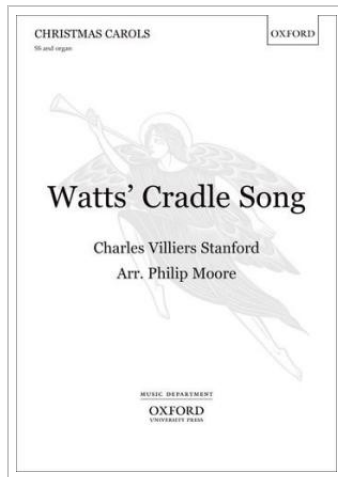 CHRISTMAS CAROLS
OXFORD
SS and organ
Watts' Cradle Song
Charles Villiers Stanford
Arr. Philip Moore
MUSIC DEPARTMENT
OXFORD
UNIVERSITY PRESS